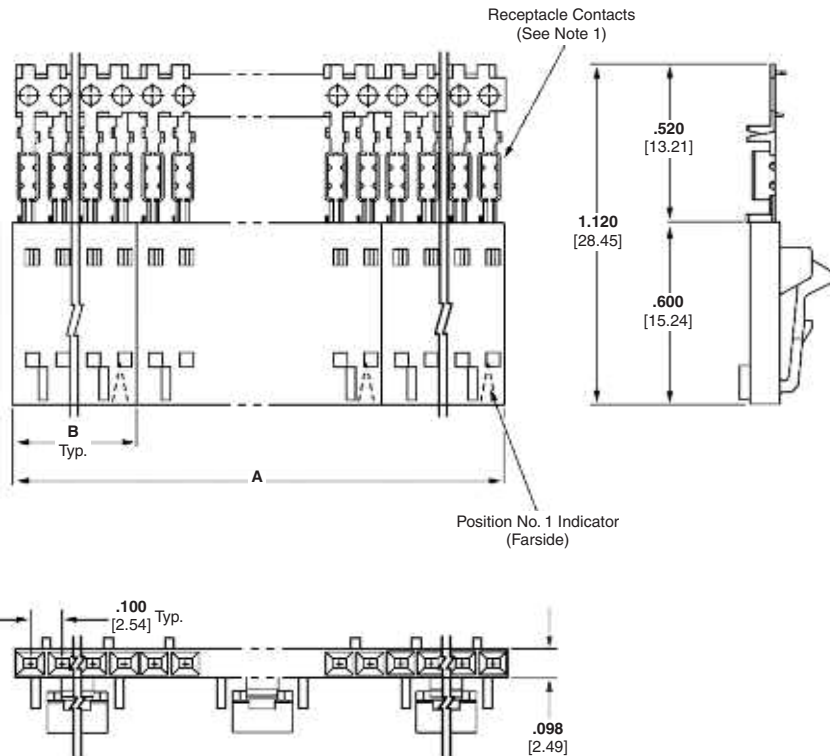 Receptacle Contacts
(See Note 1)
.520
[13.21]
1.120
[28.45]
.600
[15.24]
B
Typ.
A
Position No. 1 Indicator
(Farside)
.100
[2.54] Typ.
.098
[2.49]